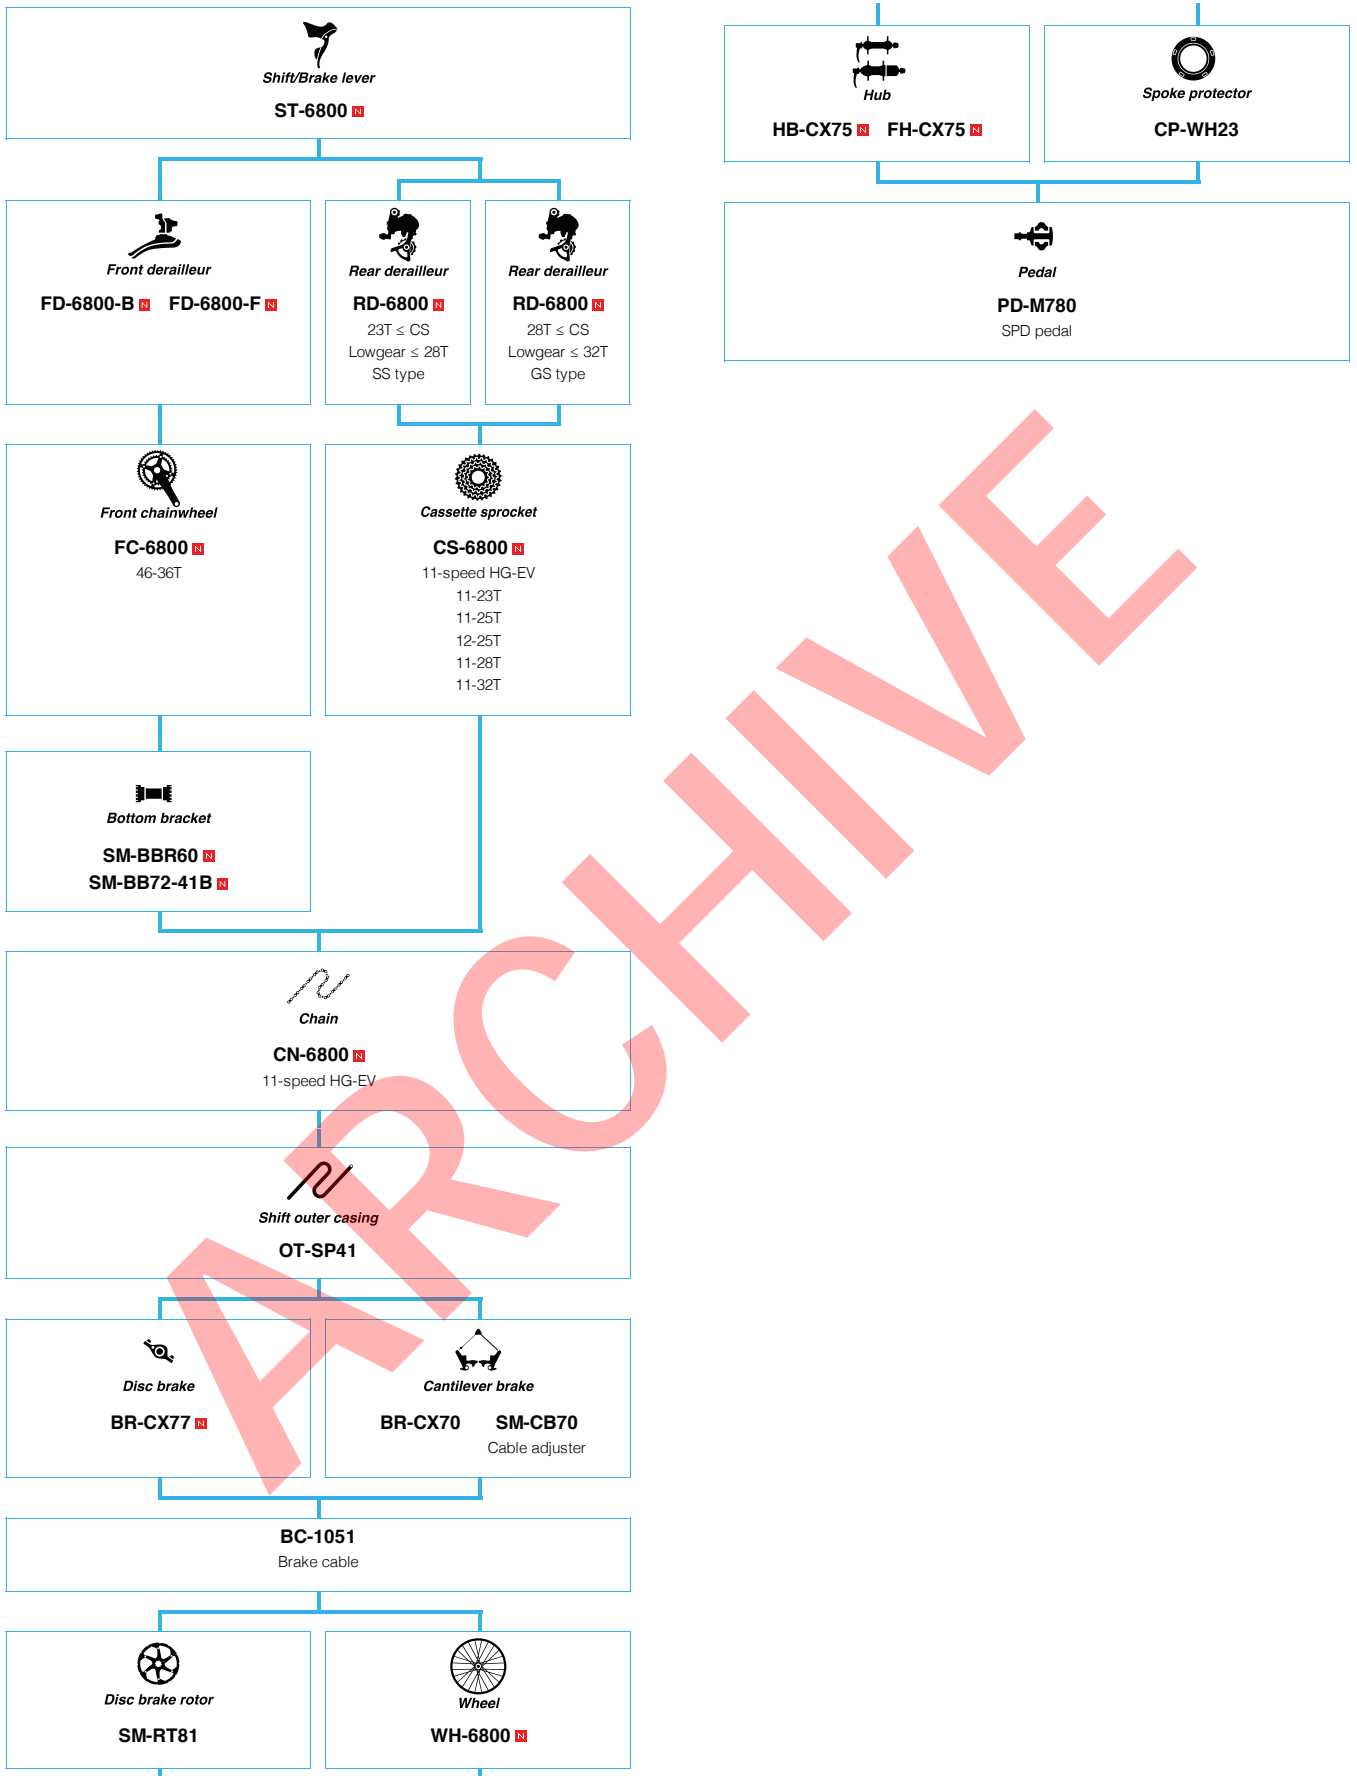 Shift/Brake lever
ST-6800 N
Front derailleur
FD-6800-B N FD-6800-F N
Rear derailleur
RD-6800 N
23T ≤ CS
Lowgear ≤ 28T
SS type
Rear derailleur
RD-6800 N
28T ≤ CS
Lowgear ≤ 32T
GS type
Front chainwheel
FC-6800 N
46-36T
Cassette sprocket
CS-6800 N
11-speed HG-EV
11-23T
11-25T
12-25T
11-28T
11-32T
Bottom bracket
SM-BBR60 N
SM-BB72-41B N
Chain
CN-6800 N
11-speed HG-EV
Shift outer casing
OT-SP41
Disc brake
BR-CX77 N
Cantilever brake
BR-CX70 SM-CB70
Cable adjuster
BC-1051
Brake cable
Disc brake rotor
SM-RT81
Wheel
WH-6800 N
Hub
HB-CX75 N FH-CX75 N
Spoke protector
CP-WH23
Pedal
PD-M780
SPD pedal
ARCHIVE